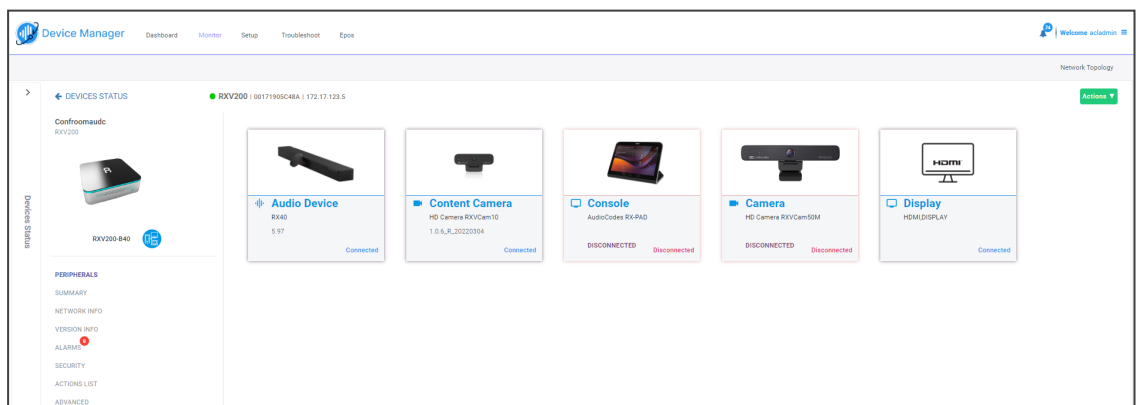 Device Manager Dashboard Monitor Setup Troubleshoot Epos
24 Welcome acladmin
Network Topology
DEVICES STATUS
RXV200 | 00171905C48A | 172.17.123.5
Actions
Devices Status
Confroomaudc
RXV200
RXV200-B40
PERIPHERALS
SUMMARY
NETWORK INFO
VERSION INFO
ALARMS
SECURITY
ACTIONS LIST
ADVANCED
Audio Device
RX40
5.97
Connected
Content Camera
HD Camera RXVCam10
1.0.6_R_20220304
Connected
Console
AudioCodes RX-PAD
DISCONNECTED
Disconnected
Camera
HD Camera RXVCam50M
DISCONNECTED
Disconnected
HDMI
Display
HDMI,DISPLAY
Connected